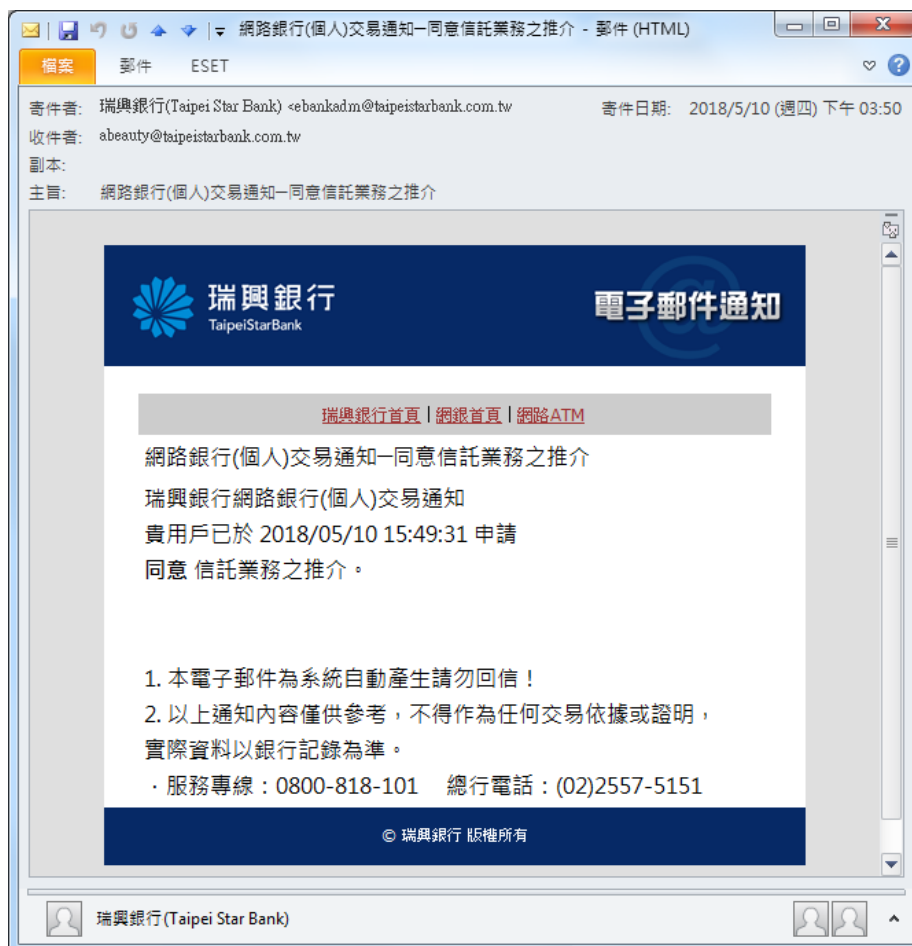 網路銀行(個人)交易通知─同意信託業務之推介 - 郵件 (HTML)
檔案 郵件 ESET
寄件者: 瑞興銀行(Taipei Star Bank) <ebankadm@taipeistarbank.com.tw 寄件日期: 2018/5/10 (週四) 下午 03:50
收件者: abeauty@taipeistarbank.com.tw
副本:
主旨: 網路銀行(個人)交易通知─同意信託業務之推介
瑞興銀行 電子郵件通知
TaipeiStarBank
瑞興銀行首頁 | 網銀首頁 | 網路ATM
網路銀行(個人)交易通知─同意信託業務之推介
瑞興銀行網路銀行(個人)交易通知
貴用戶已於 2018/05/10 15:49:31 申請
同意 信託業務之推介。
1. 本電子郵件為系統自動產生請勿回信！
2. 以上通知內容僅供參考，不得作為任何交易依據或證明，
實際資料以銀行記錄為準。
．服務專線：0800-818-101 總行電話：(02)2557-5151
© 瑞興銀行 版權所有
瑞興銀行(Taipei Star Bank)